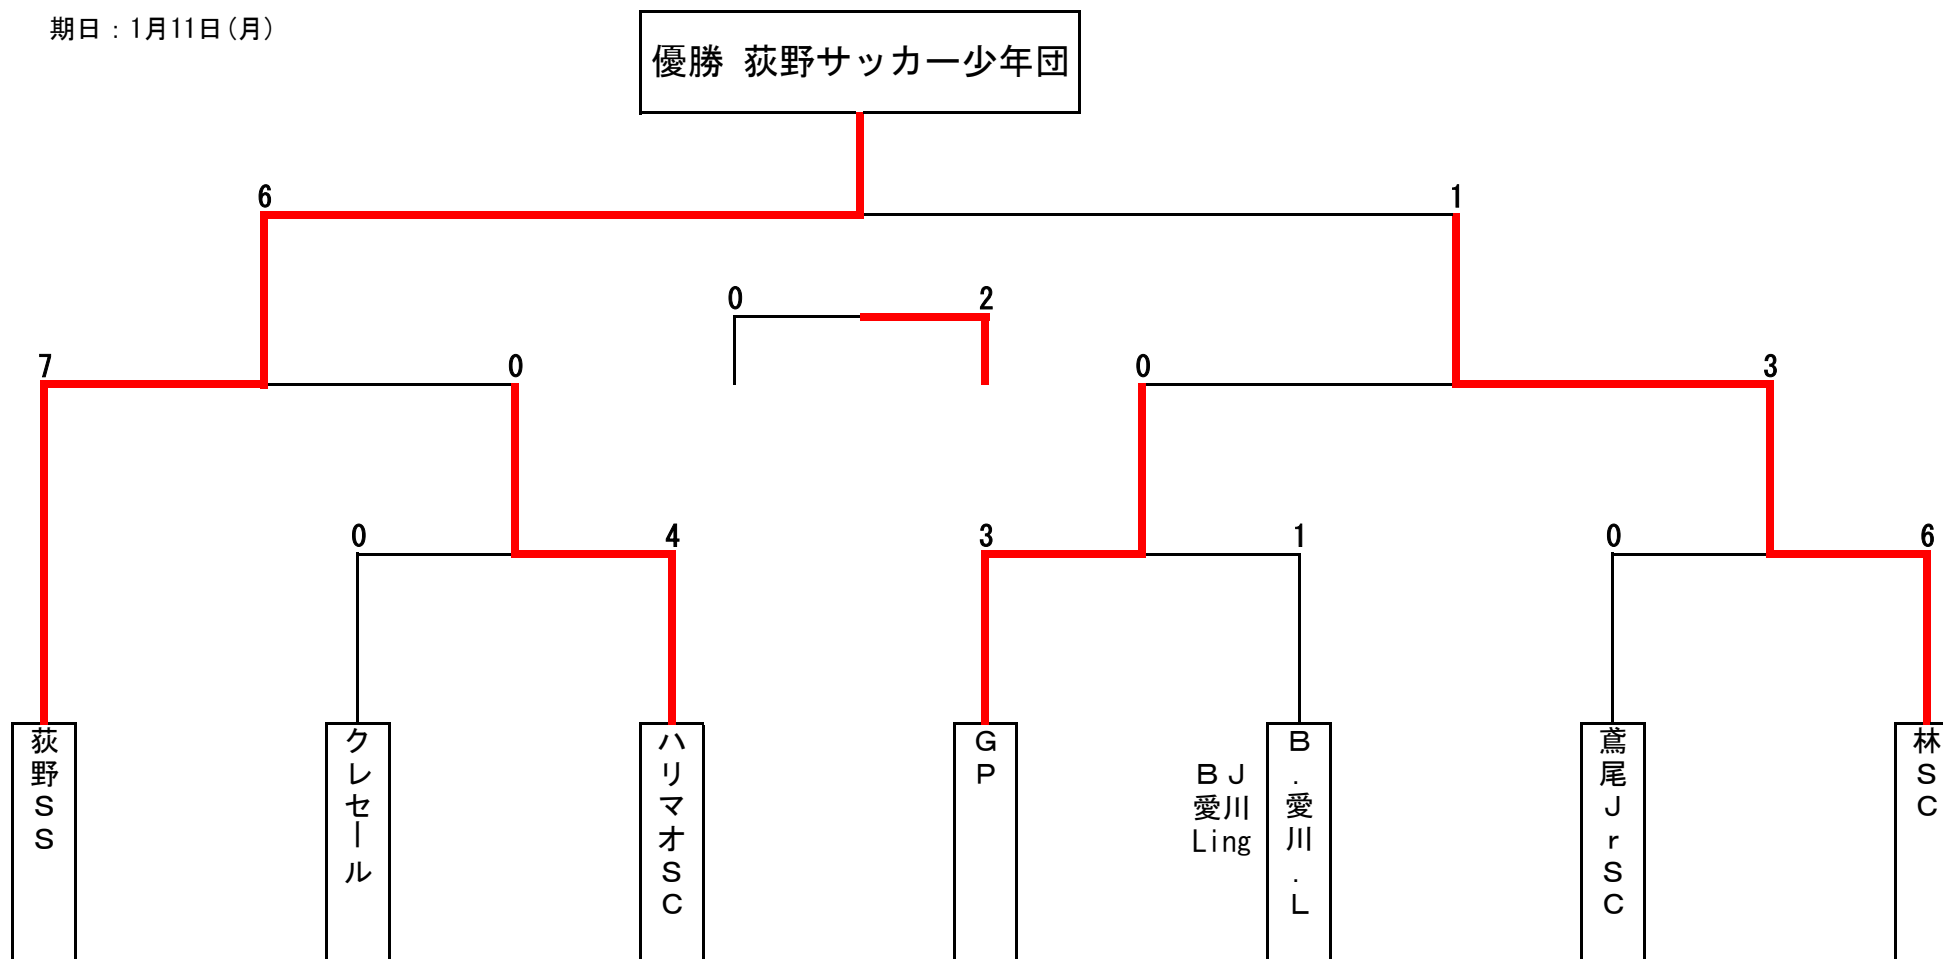 期日：1月11日(月)
優勝 荻野サッカー少年団
6
1
0
2
7
0
0
3
0
4
3
1
0
6
荻野SS
クレセール
ハリマオSC
GP
BJ
愛川
Ling
B.愛川.L
鳶尾JrSC
林SC